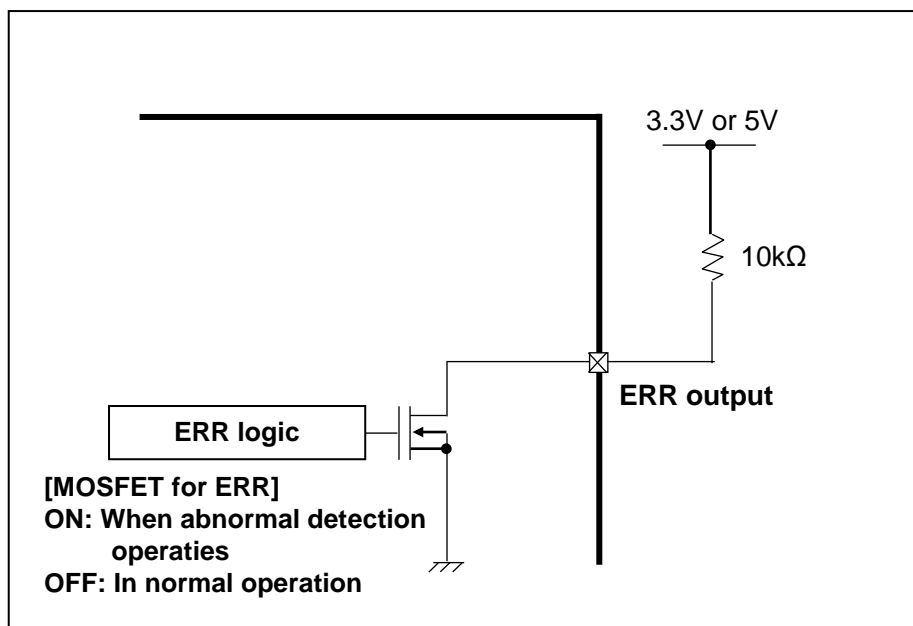 3.3V or 5V
10kΩ
ERR output
ERR logic
[MOSFET for ERR]
ON: When abnormal detection
operaties
OFF: In normal operation